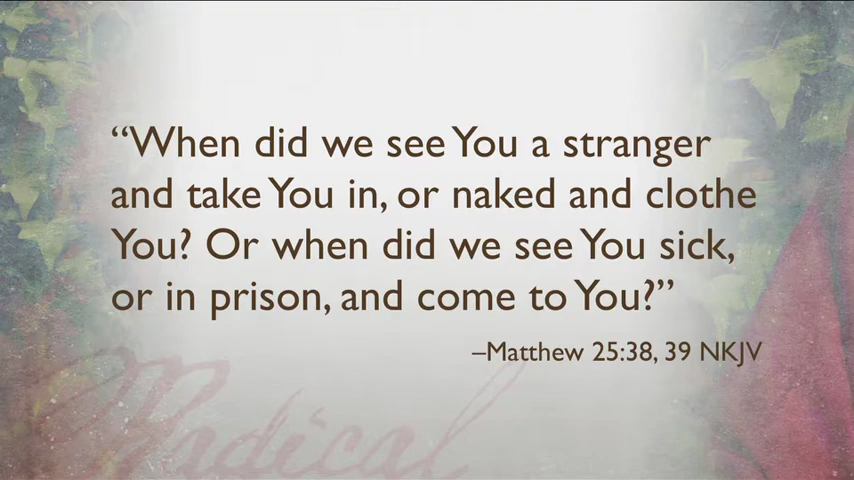 “When did we see You a stranger
and take You in, or naked and clothe
You? Or when did we see You sick,
or in prison, and come to You?”
–Matthew 25:38, 39 NKJV
Radical